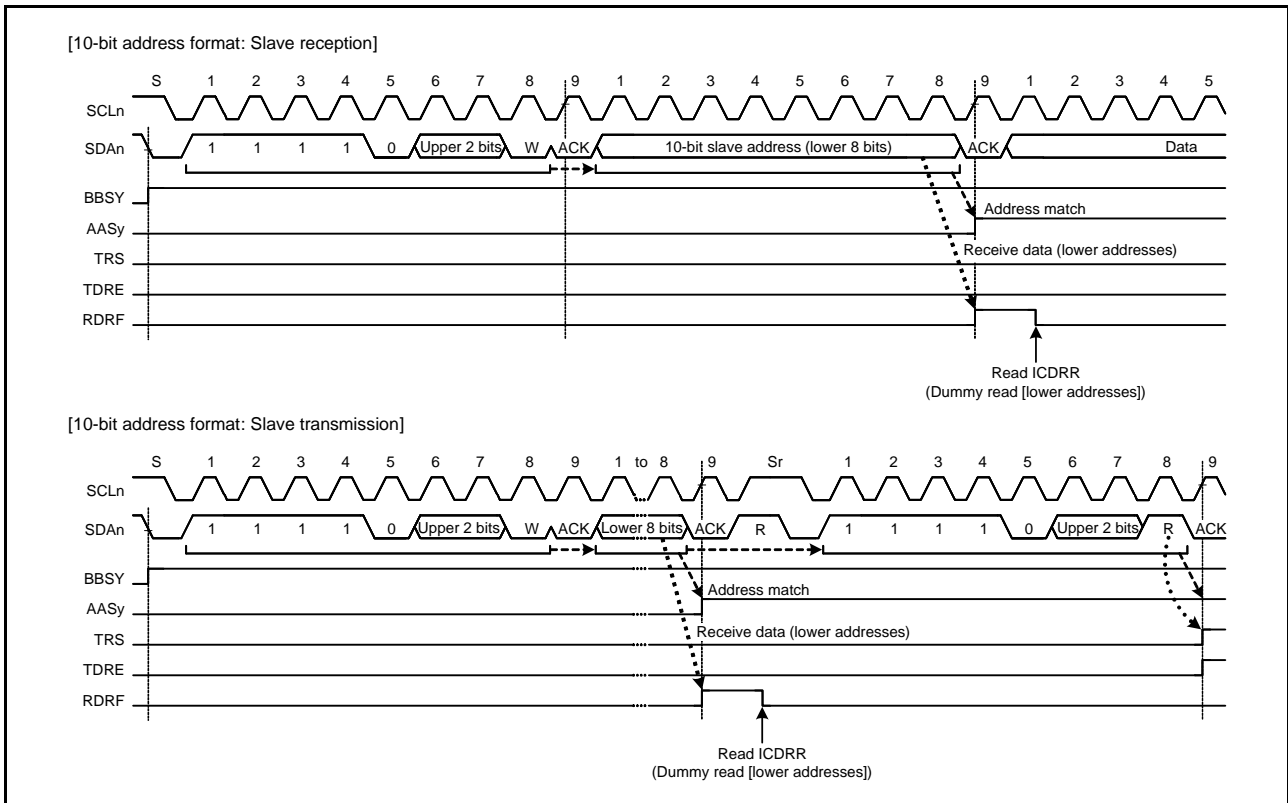 [10-bit address format: Slave reception]
S 1 2 3 4 5 6 7 8 9 1 2 3 4 5 6 7 8 9 1 2 3 4 5
SCLn
SDAn 1 1 1 1 0 Upper 2 bits W ACK 10-bit slave address (lower 8 bits) ACK Data
BBSY
Address match
AASy
TRS Receive data (lower addresses)
TDRE
RDRF
Read ICDRR
(Dummy read [lower addresses])
[10-bit address format: Slave transmission]
S 1 2 3 4 5 6 7 8 9 1 to 8 9 Sr 1 2 3 4 5 6 7 8 9
SCLn
SDAn 1 1 1 1 0 Upper 2 bits W ACK Lower 8 bits ACK R 1 1 1 1 0 Upper 2 bits R ACK
BBSY
Address match
AASy
TRS Receive data (lower addresses)
TDRE
RDRF
Read ICDRR
(Dummy read [lower addresses])